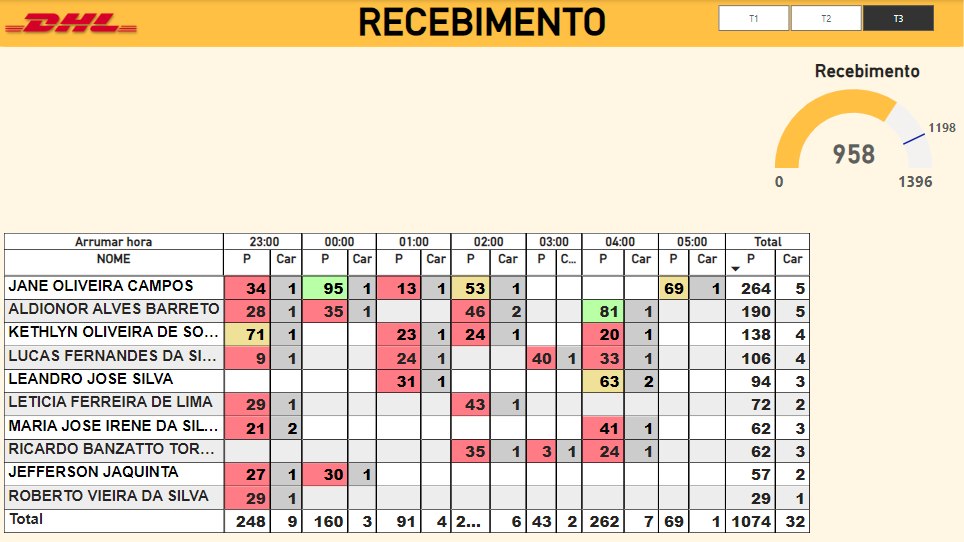 DHL
RECEBIMENTO
T1 T2 T3
Recebimento
958
1198
0 1396
Arrumar hora 23:00 00:00 01:00 02:00 03:00 04:00 05:00 Total
NOME P Car P Car P Car P Car P C... P Car P Car P Car
JANE OLIVEIRA CAMPOS 34 1 95 1 13 1 53 1 69 1 264 5
ALDIONOR ALVES BARRETO 28 1 35 1 46 2 81 1 190 5
KETHLYN OLIVEIRA DE SO... 71 1 23 1 24 1 20 1 138 4
LUCAS FERNANDES DA SI... 9 1 24 1 40 1 33 1 106 4
LEANDRO JOSE SILVA 31 1 63 2 94 3
LETICIA FERREIRA DE LIMA 29 1 43 1 72 2
MARIA JOSE IRENE DA SIL... 21 2 41 1 62 3
RICARDO BANZATTO TOR... 35 1 3 1 24 1 62 3
JEFFERSON JAQUINTA 27 1 30 1 57 2
ROBERTO VIEIRA DA SILVA 29 1 29 1
Total 248 9 160 3 91 4 2... 6 43 2 262 7 69 1 1074 32